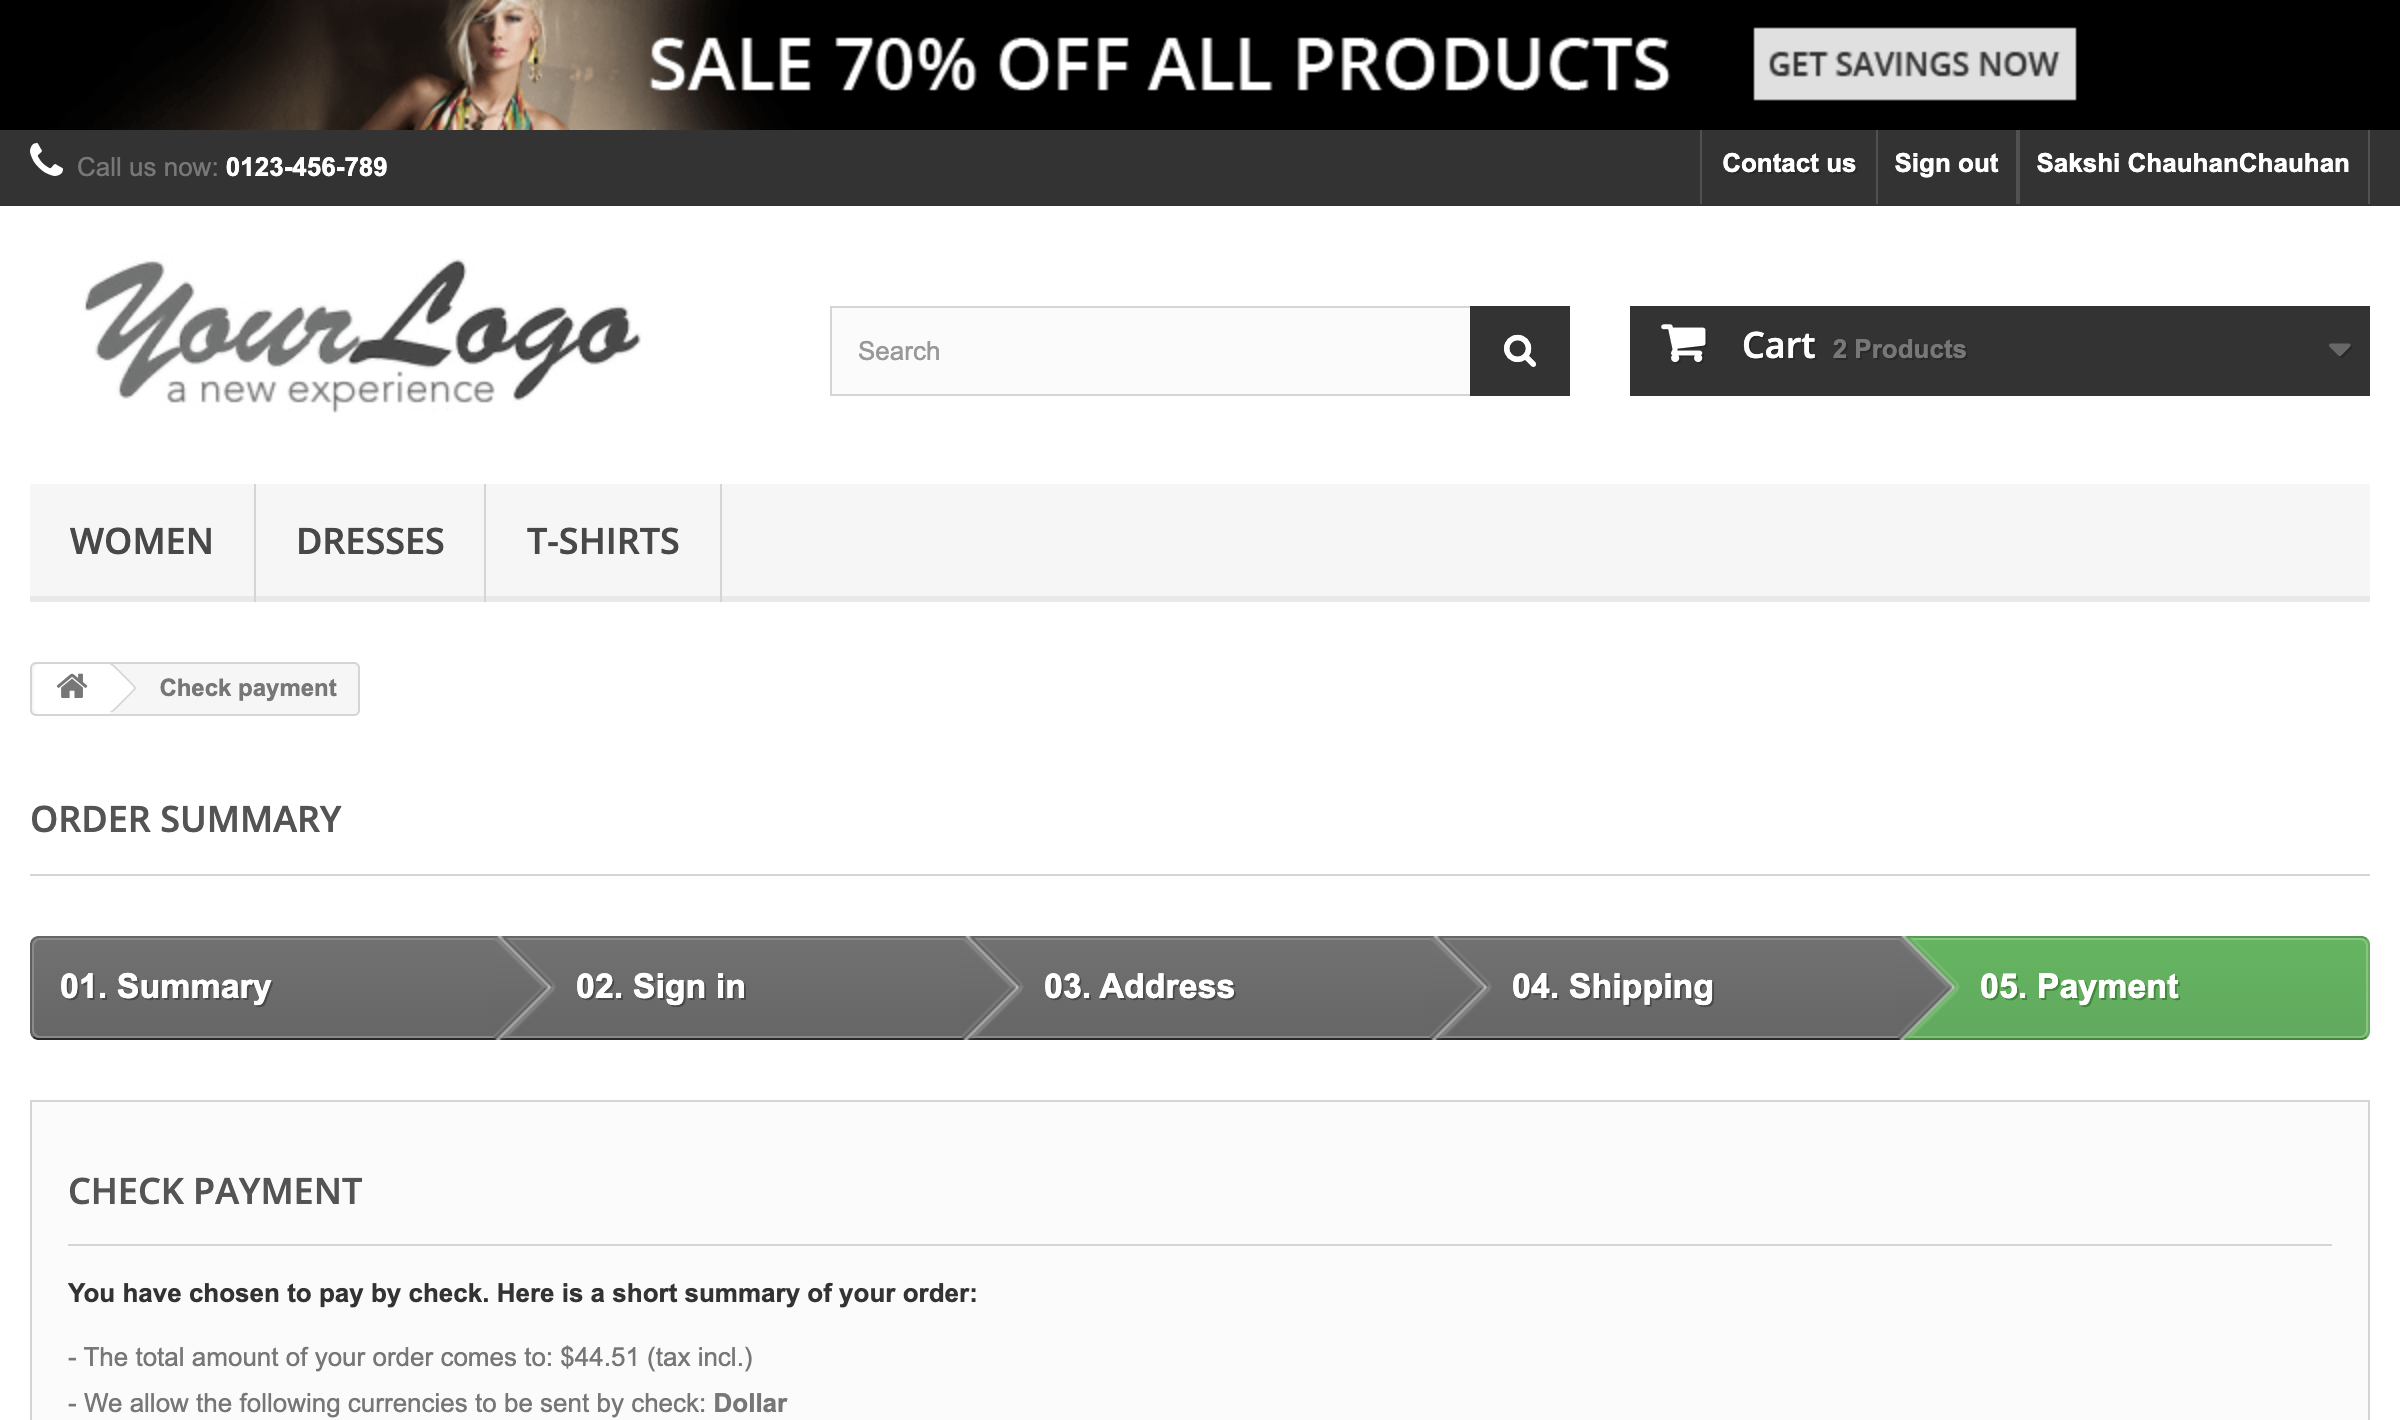 SALE 70% OFF ALL PRODUCTS GET SAVINGS NOW
Call us now: 0123-456-789 Contact us Sign out Sakshi ChauhanChauhan
YourLogo
a new experience
Search
Cart 2 Products
WOMEN DRESSES T-SHIRTS
Check payment
ORDER SUMMARY
01. Summary 02. Sign in 03. Address 04. Shipping 05. Payment
CHECK PAYMENT
You have chosen to pay by check. Here is a short summary of your order:
- The total amount of your order comes to: $44.51 (tax incl.)
- We allow the following currencies to be sent by check: Dollar